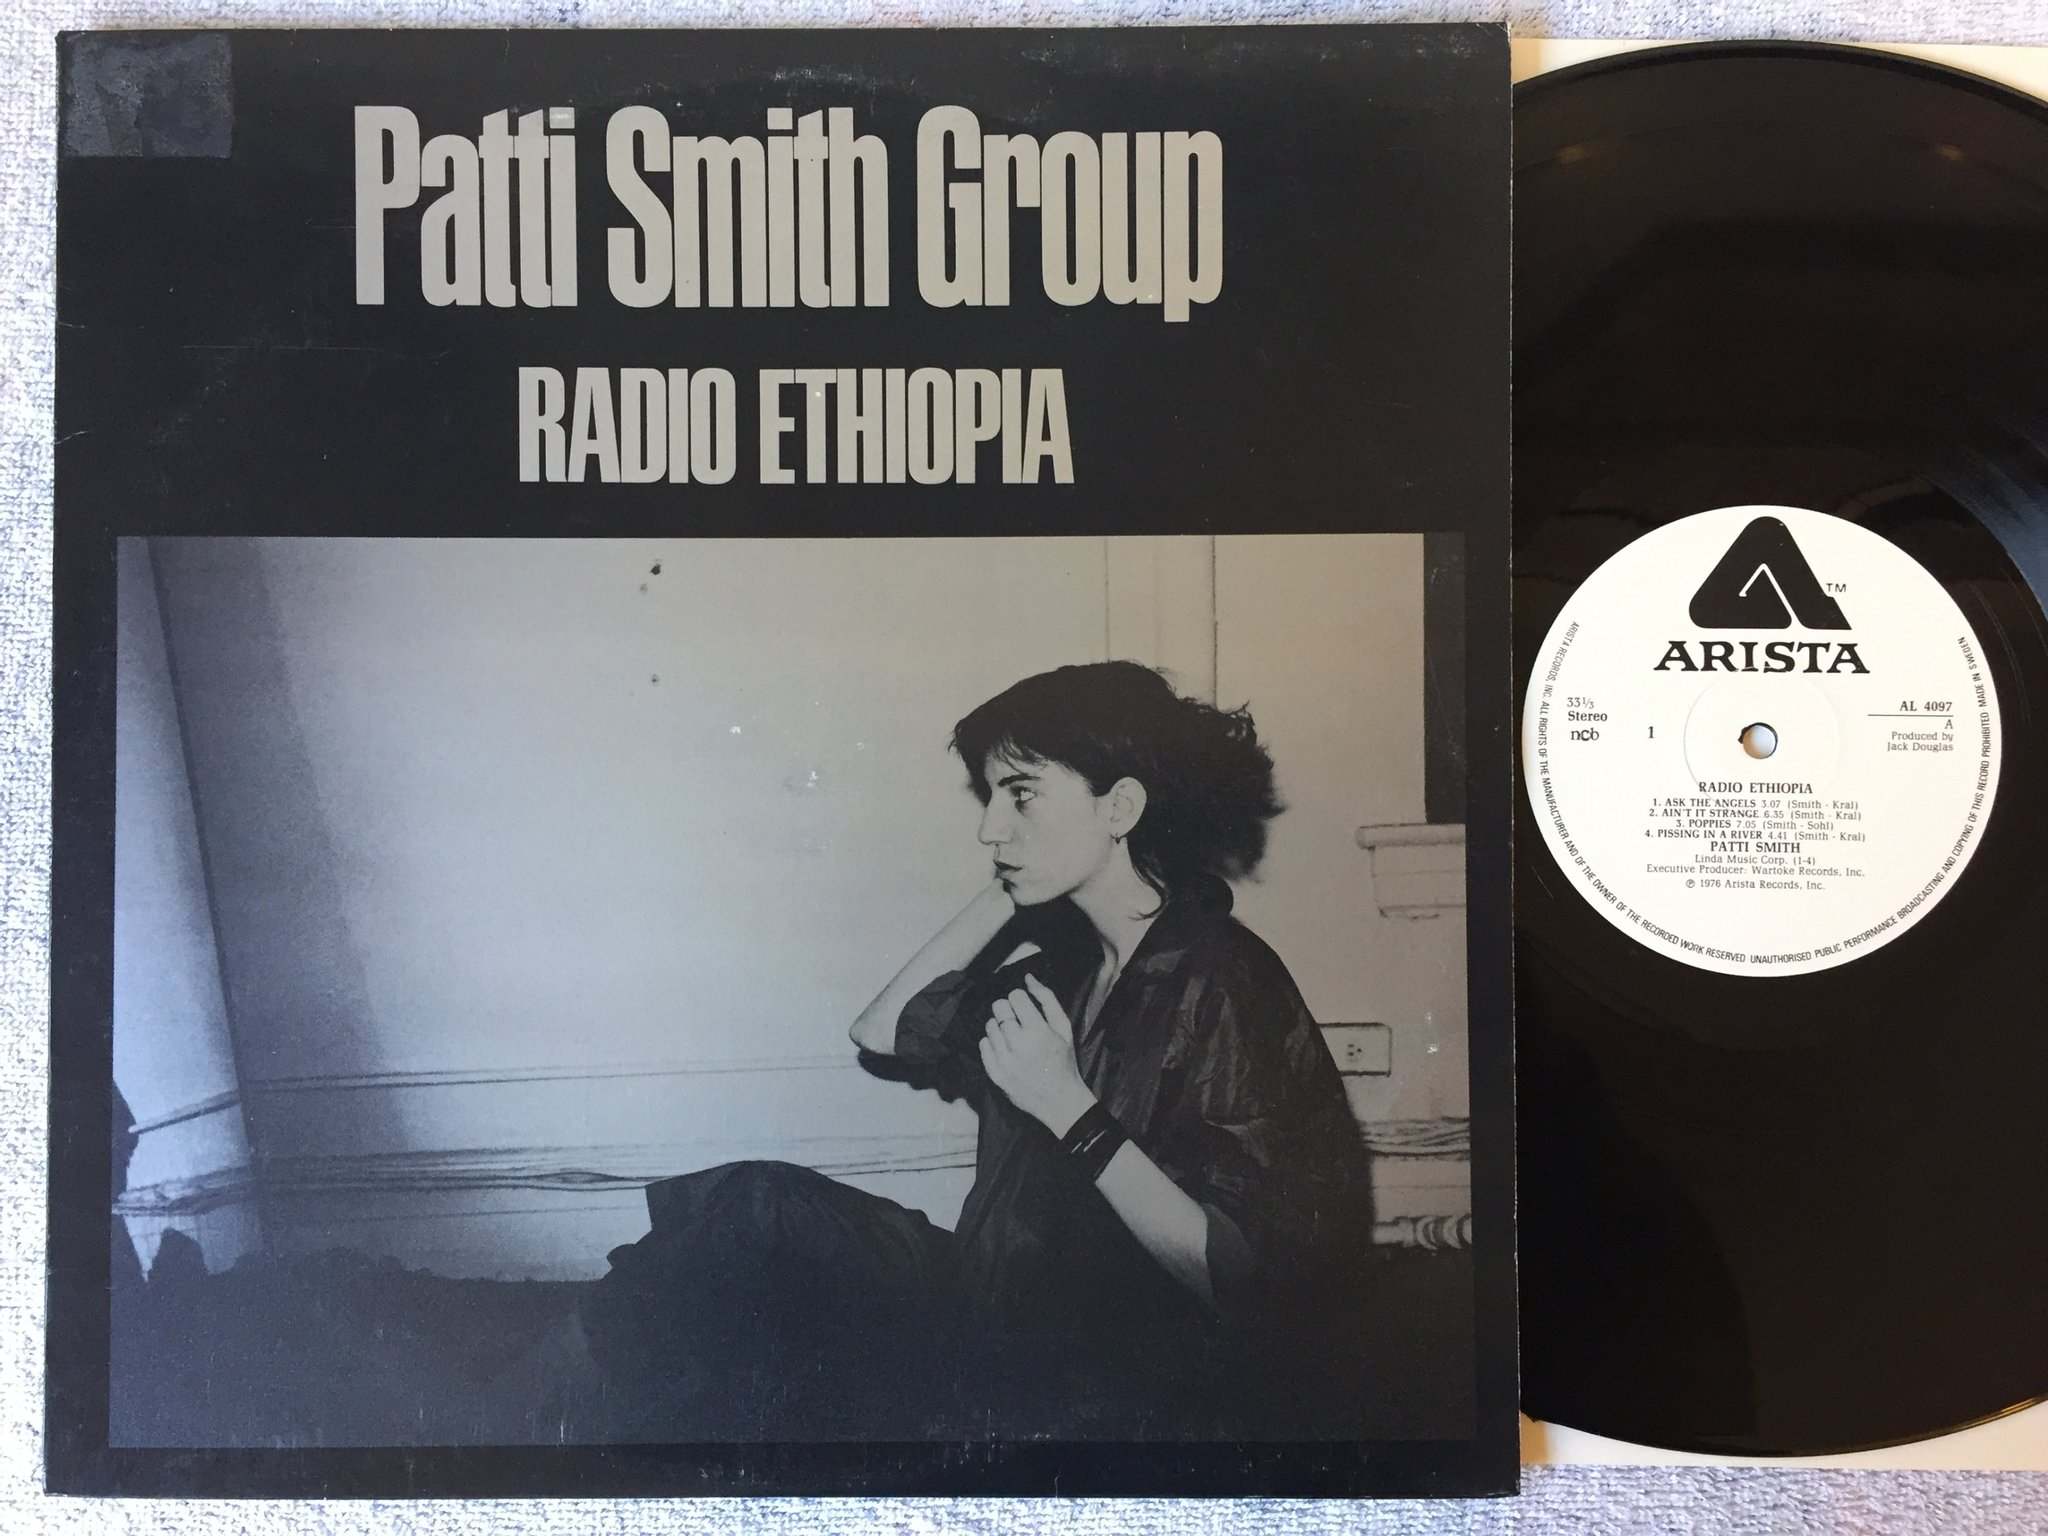 Patti Smith Group
RADIO ETHIOPIA
TM
ARISTA
33⅓
Stereo
ncb
1
AL 4097
A
Produced by
Jack Douglas
RADIO ETHIOPIA
1. ASK THE ANGELS 3.07 (Smith - Kral)
2. AIN'T IT STRANGE 6.35 (Smith - Kral)
3. POPPIES 7.05 (Smith - Sohl)
4. PISSING IN A RIVER 4.41 (Smith - Kral)
PATTI SMITH
Linda Music Corp. (1-4)
Executive Producer: Wartoke Records, Inc.
℗ 1976 Arista Records, Inc.
ARISTA RECORDS, INC. ALL RIGHTS OF THE MANUFACTURER AND OF THE OWNER OF THE RECORDED WORK RESERVED UNAUTHORISED PUBLIC PERFORMANCE BROADCASTING AND COPYING OF THIS RECORD PROHIBITED MADE IN SWEDEN